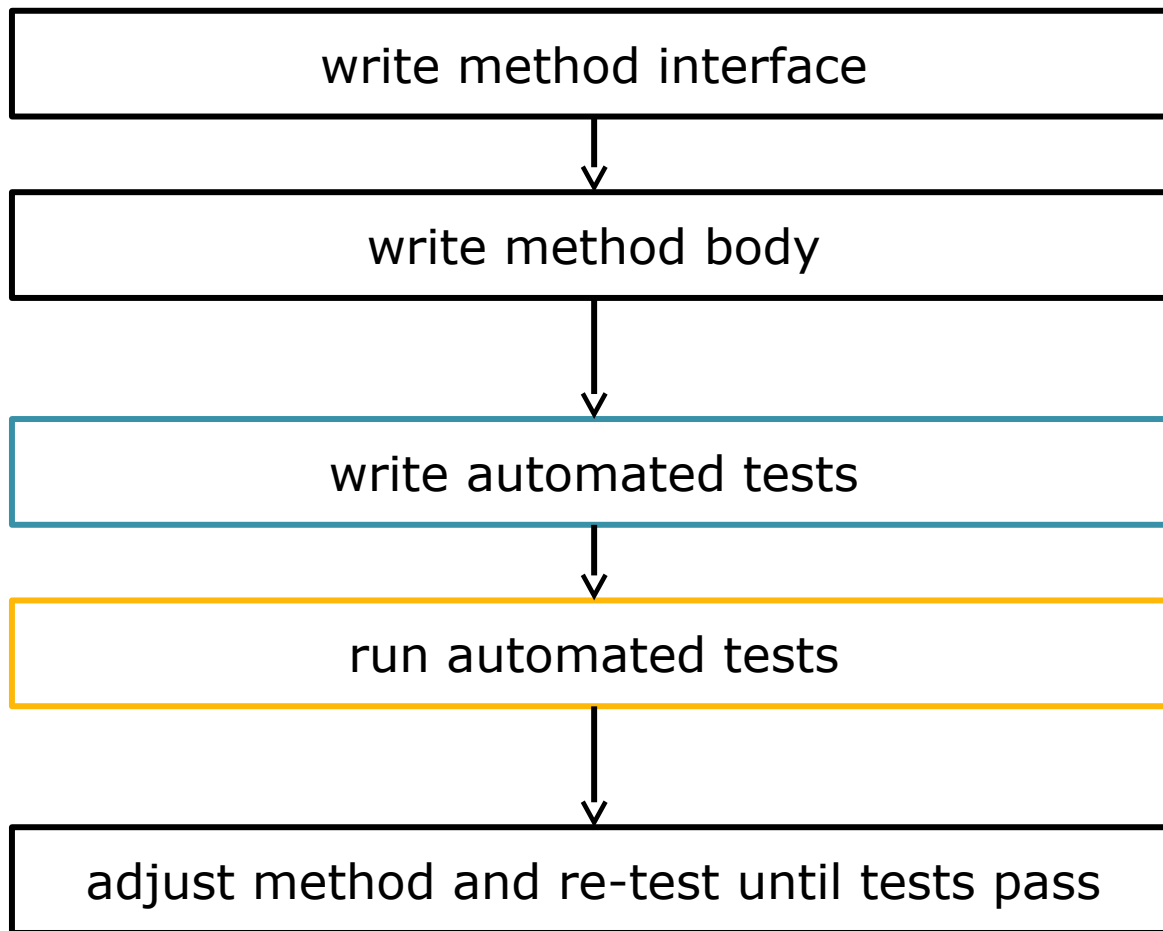 write method interface
write method body
write automated tests
run automated tests
adjust method and re-test until tests pass